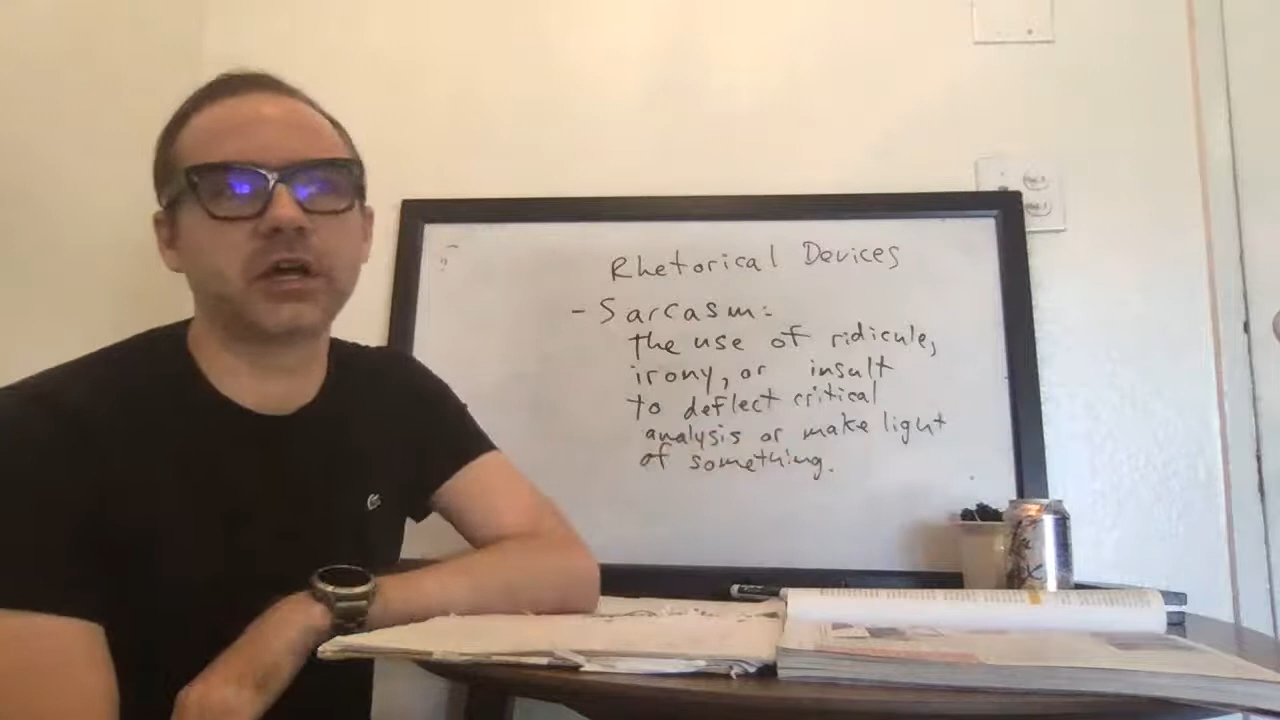 Rhetorical Devices
- Sarcasm:
the use of ridicule,
irony, or insult
to deflect critical
analysis or make light
of something.